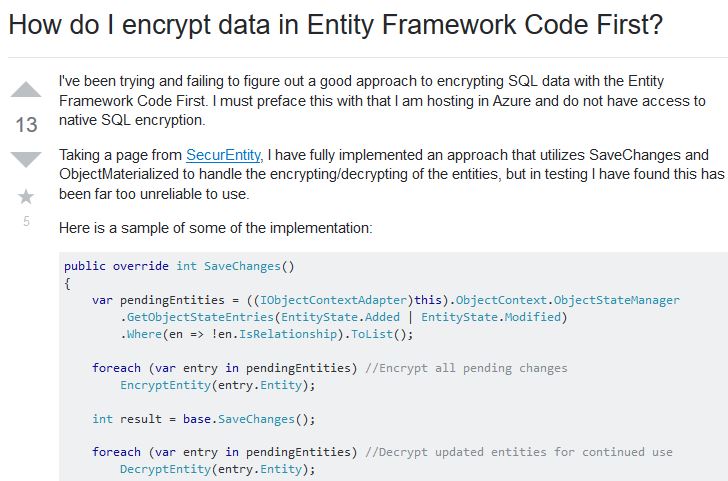 How do I encrypt data in Entity Framework Code First?
I've been trying and failing to figure out a good approach to encrypting SQL data with the Entity
Framework Code First. I must preface this with that I am hosting in Azure and do not have access to
13
native SQL encryption.
Taking a page from SecurEntity, I have fully implemented an approach that utilizes SaveChanges and
ObjectMaterialized to handle the encrypting/decrypting of the entities, but in testing I have found this has
been far too unreliable to use.
5
Here is a sample of some of the implementation:
public override int SaveChanges()
{
var pendingEntities = ((IObjectContextAdapter)this).ObjectContext.ObjectStateManager
.GetObjectStateEntries(EntityState.Added | EntityState.Modified)
.Where(en => !en.IsRelationship).ToList();
foreach (var entry in pendingEntities) //Encrypt all pending changes
EncryptEntity(entry.Entity);
int result = base.SaveChanges();
foreach (var entry in pendingEntities) //Decrypt updated entities for continued use
DecryptEntity(entry.Entity);